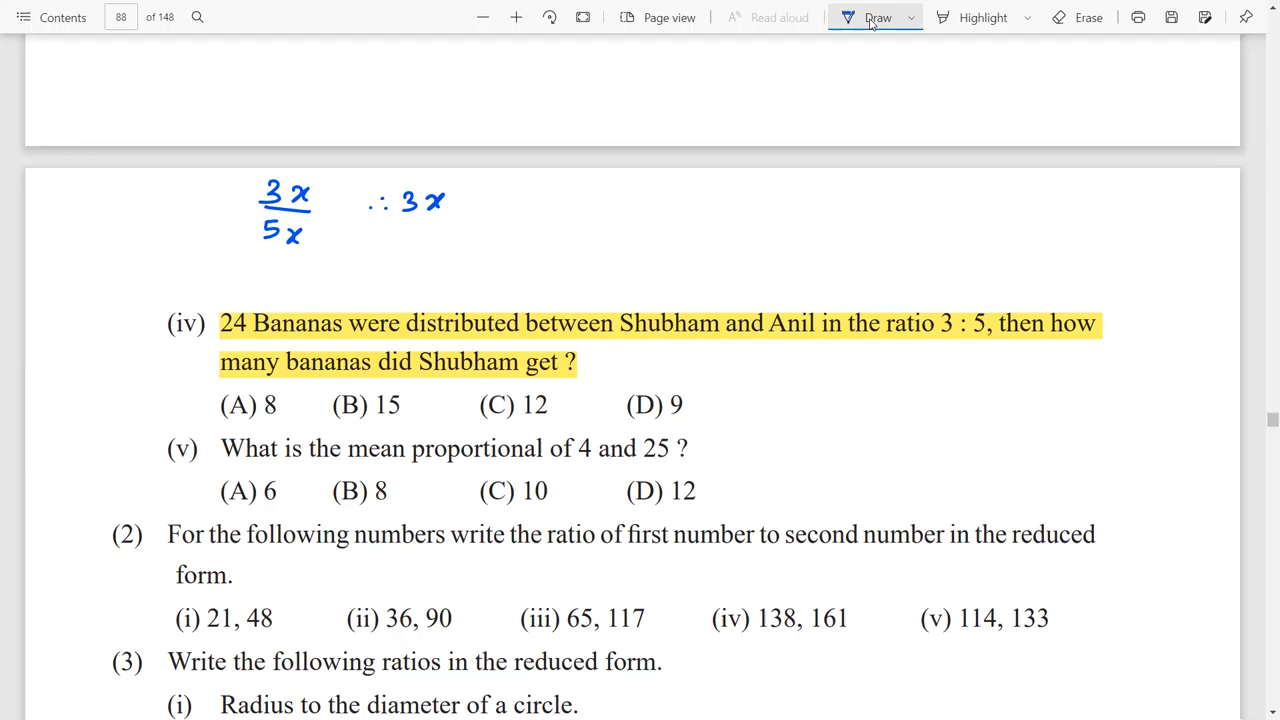 Contents 88 of 148 Page view Read aloud Draw Highlight Erase
3x ∴ 3x
5x
(iv) 24 Bananas were distributed between Shubham and Anil in the ratio 3 : 5, then how
many bananas did Shubham get ?
(A) 8 (B) 15 (C) 12 (D) 9
(v) What is the mean proportional of 4 and 25 ?
(A) 6 (B) 8 (C) 10 (D) 12
(2) For the following numbers write the ratio of first number to second number in the reduced
form.
(i) 21, 48 (ii) 36, 90 (iii) 65, 117 (iv) 138, 161 (v) 114, 133
(3) Write the following ratios in the reduced form.
(i) Radius to the diameter of a circle.